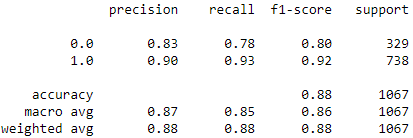 precision recall f1-score support
0.0 0.83 0.78 0.80 329
1.0 0.90 0.93 0.92 738
accuracy 0.88 1067
macro avg 0.87 0.85 0.86 1067
weighted avg 0.88 0.88 0.88 1067